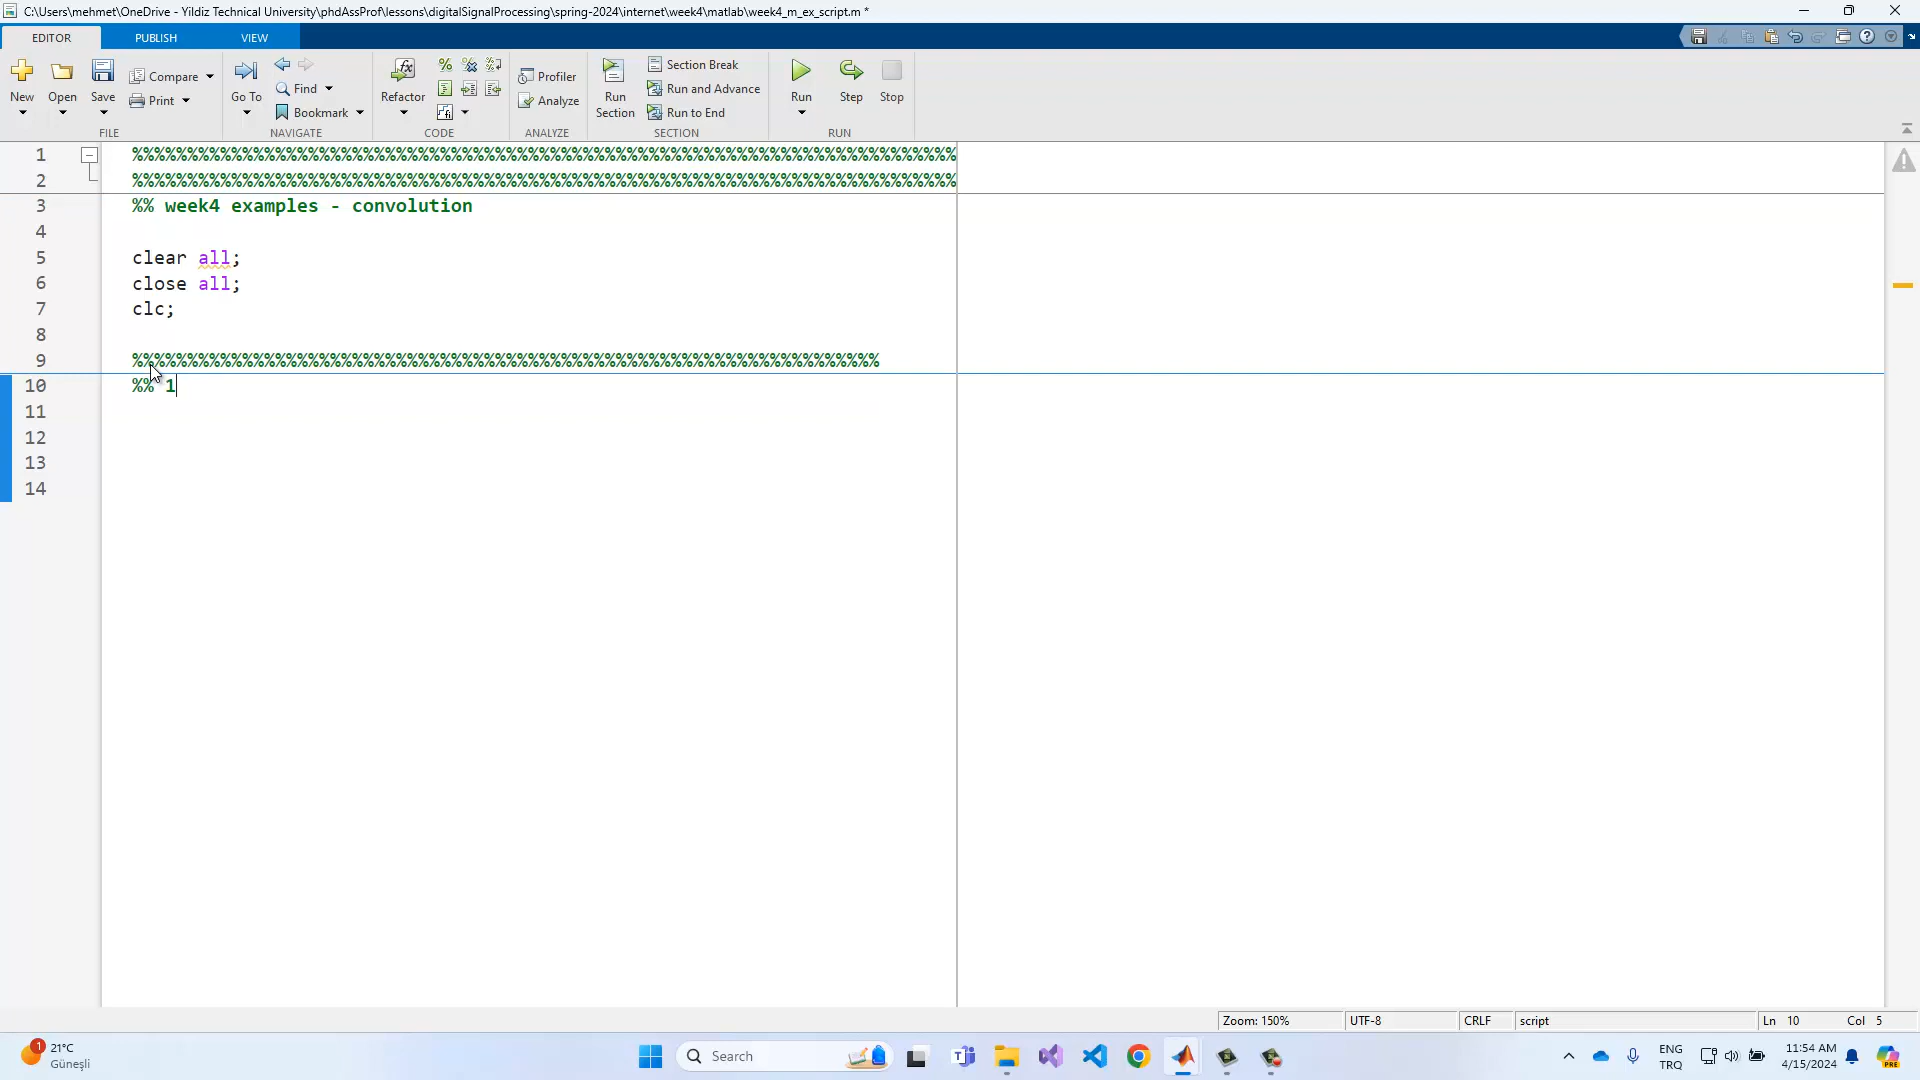 C:\Users\mehmet\OneDrive - Yildiz Technical University\phdAssProf\lessons\digitalSignalProcessing\spring-2024\internet\week4\matlab\week4_m_ex_script.m *
EDITOR PUBLISH VIEW
New Open Save Compare Print Go To Find Bookmark Refactor Profiler Analyze Run Section Section Break Run and Advance Run to End Run Step Stop
FILE NAVIGATE CODE ANALYZE SECTION RUN
1 %%%%%%%%%%%%%%%%%%%%%%%%%%%%%%%%%%%%%%%%%%%%%%%%%%%%%%%%%%%%%%%%%%%%%%%%%%%
2 %%%%%%%%%%%%%%%%%%%%%%%%%%%%%%%%%%%%%%%%%%%%%%%%%%%%%%%%%%%%%%%%%%%%%%%%%%%
3 %% week4 examples - convolution
4
5 clear all;
6 close all;
7 clc;
8
9 %%%%%%%%%%%%%%%%%%%%%%%%%%%%%%%%%%%%%%%%%%%%%%%%%%%%%%%%%%%%%%%%%%%%
10 %% 1
11
12
13
14
Zoom: 150% UTF-8 CRLF script Ln 10 Col 5
1 21°C Search ENG 11:54 AM
Güneşli TRQ 4/15/2024 PRE